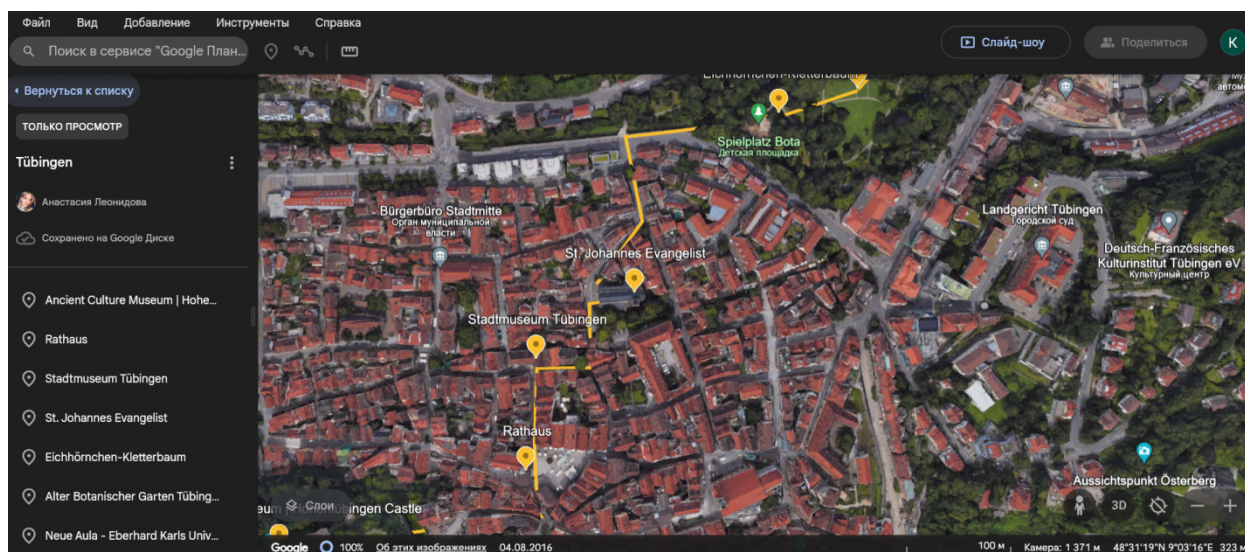 Файл Вид Добавление Инструменты Справка
Поиск в сервисе "Google План...
Слайд-шоу
Поделиться
К
Вернуться к списку
ТОЛЬКО ПРОСМОТР
Tübingen
Анастасия Леонидова
Сохранено на Google Диске
Ancient Culture Museum | Hohe...
Rathaus
Stadtmuseum Tübingen
St. Johannes Evangelist
Eichhörnchen-Kletterbaum
Alter Botanischer Garten Tübing...
Neue Aula - Eberhard Karls Univ...
Eichhörnchen-Kletterbaum
Spielplatz Bota
Детская площадка
Bürgerbüro Stadtmitte
Орган муниципальной
власти
St. Johannes Evangelist
Stadtmuseum Tübingen
Rathaus
Landgericht Tübingen
Городской суд
Deutsch-Französisches
Kulturinstitut Tübingen eV
Культурный центр
Aussichtspunkt Österberg
Слои
ingen Castle
3D
Google 100% Об этих изображениях 04.08.2016
100 м Камера: 1 371 м 48°31'19"N 9°03'16"E 323 м